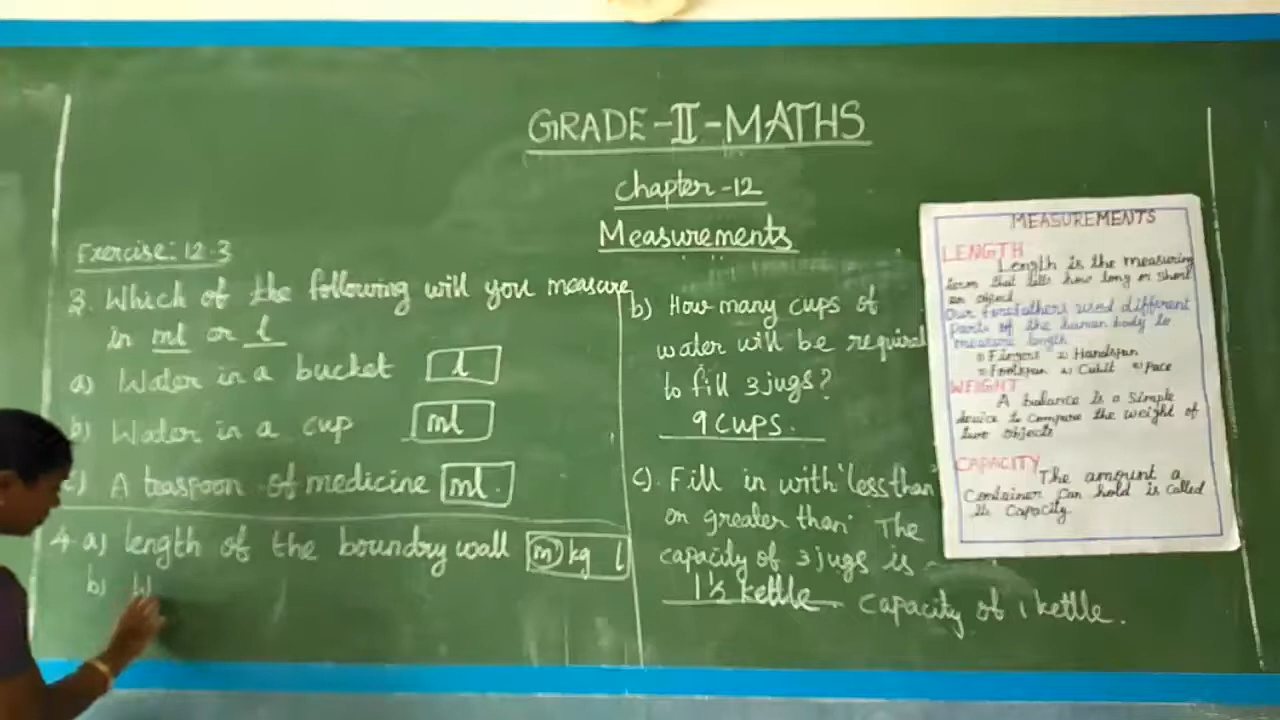 GRADE-II-MATHS
Chapter-12
Measurements
Exercise: 12.3
3. Which of the following will you measure
in ml or l
a) Water in a bucket l
b) Water in a cup ml
c) A teaspoon of medicine ml.
4. a) length of the boundry wall m kg l
b) W
b) How many cups of
water will be required
to fill 3 jugs?
9 cups.
c). Fill in with 'less than'
or greater than. The
capacity of 3 jugs is
1½ kettle capacity of 1 kettle.
MEASUREMENTS
LENGTH
Length is the measuring
term that tells how long or short
an object
Our forefathers used different
parts of the human body to
measure length
Fingers Handspan
Footspan Cubit Pace
WEIGHT
A balance is a simple
device to compare the weight of
two objects
CAPACITY
The amount a
Container can hold is called
its capacity.